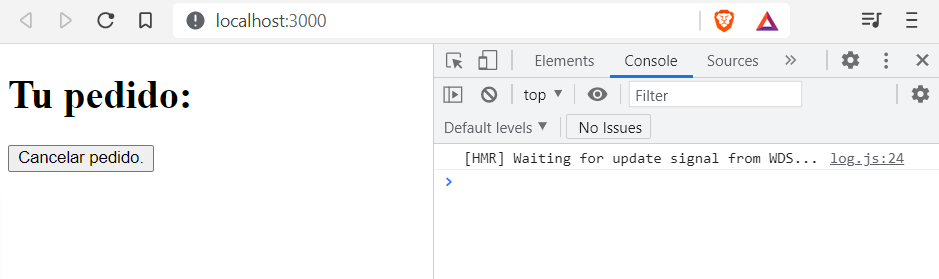 localhost:3000
Tu pedido:
Cancelar pedido.
Elements Console Sources
top Filter
Default levels No Issues
[HMR] Waiting for update signal from WDS... log.js:24